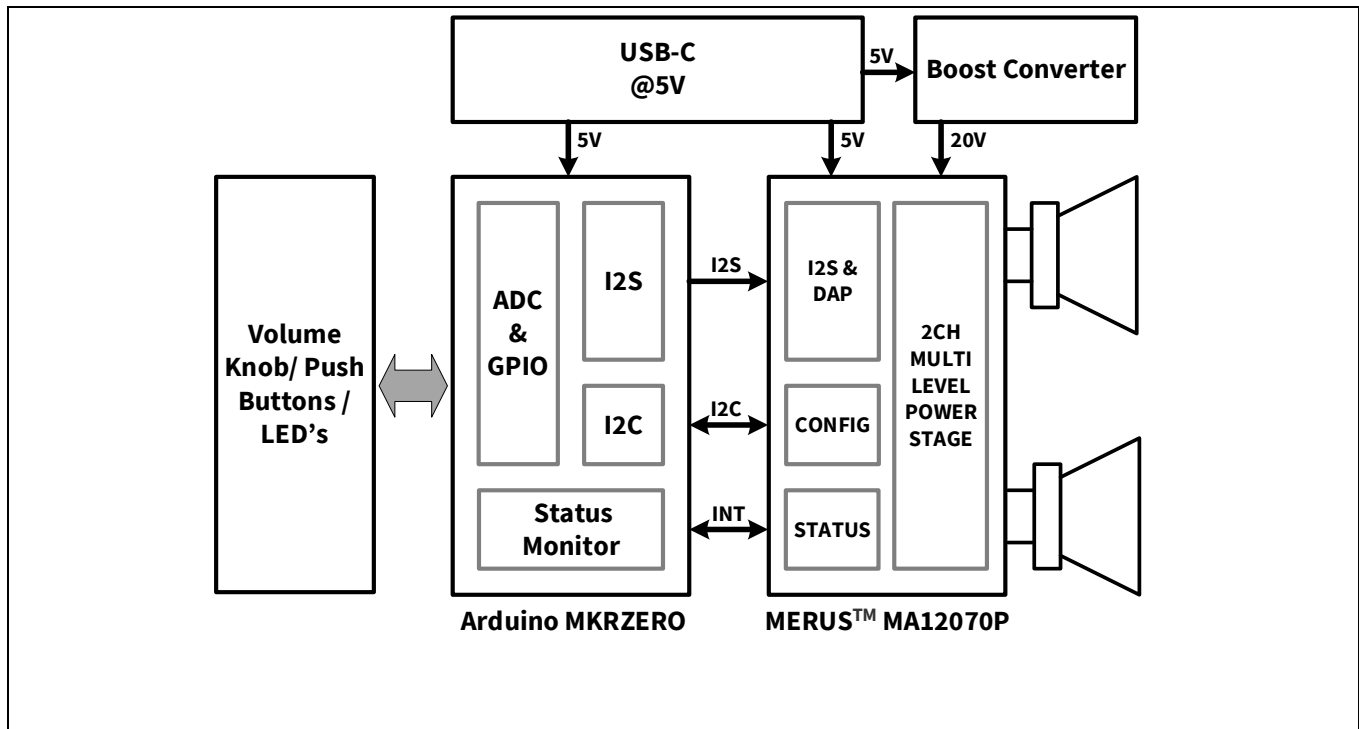 USB-C
@5V
5V
Boost Converter
5V
5V
20V
Volume
Knob/ Push
Buttons /
LED’s
ADC
&
GPIO
I2S
I2C
Status
Monitor
I2S
I2C
INT
I2S &
DAP
CONFIG
STATUS
2CH
MULTI
LEVEL
POWER
STAGE
Arduino MKRZERO
MERUS™ MA12070P